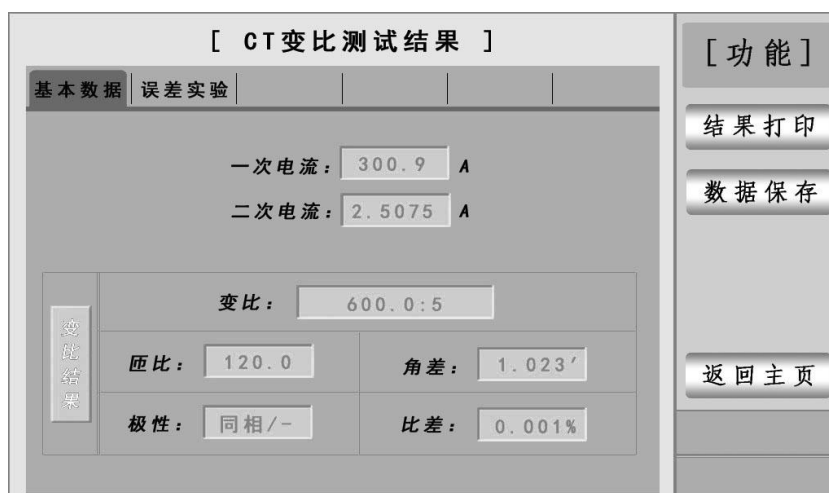 [ CT变比测试结果 ]
[功能]
基本数据 误差实验
结果打印
数据保存
一次电流: 300.9 A
二次电流: 2.5075 A
变比: 600.0:5
变比结果
匝比: 120.0
角差: 1.023′
返回主页
极性: 同相/-
比差: 0.001%